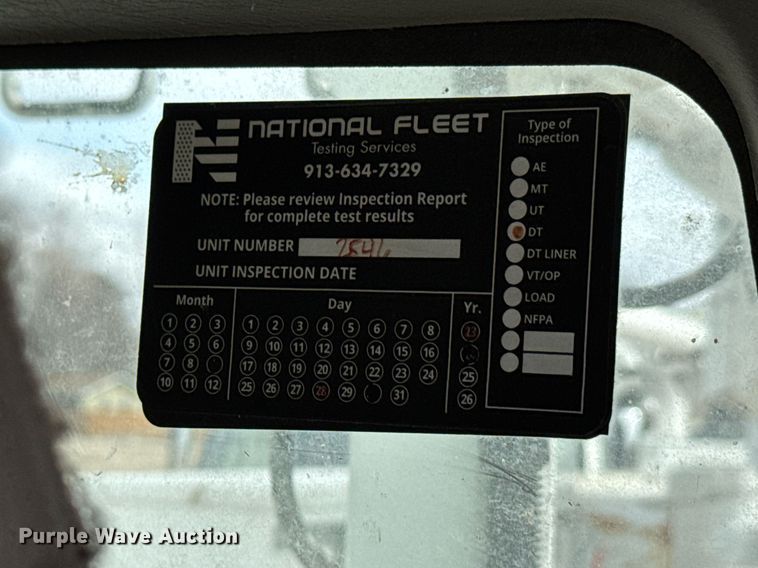 NATIONAL FLEET
Testing Services
913-634-7329
NOTE: Please review Inspection Report
for complete test results
UNIT NUMBER 7546
UNIT INSPECTION DATE
Type of
Inspection
AE
MT
UT
DT
DT LINER
VT/OP
LOAD
NFPA
Month
1 2 3
4 5 6
7 8
10 11 12
Day
1 2 3 4 5 6 7 8
9 10 11 12 13 14 15 16
17 18 19 20 21 22 23 24
25 26 27 28 29 31
Yr.
23
25
26
Purple Wave Auction